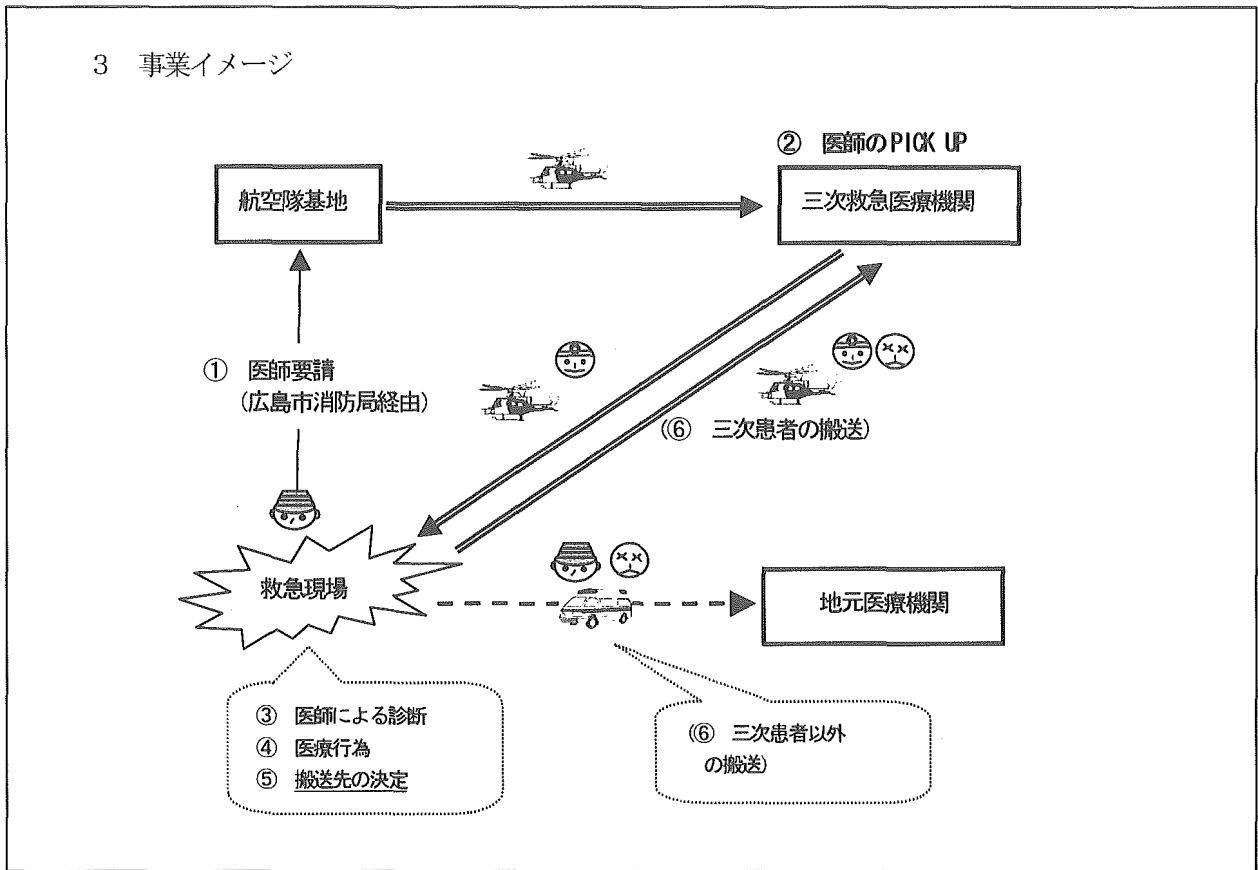 3 事業イメージ
② 医師のPICK UP
航空隊基地
三次救急医療機関
① 医師要請
(広島市消防局経由)
(⑥ 三次患者の搬送)
救急現場
地元医療機関
③ 医師による診断
④ 医療行為
⑤ 搬送先の決定
(⑥ 三次患者以外
の搬送)